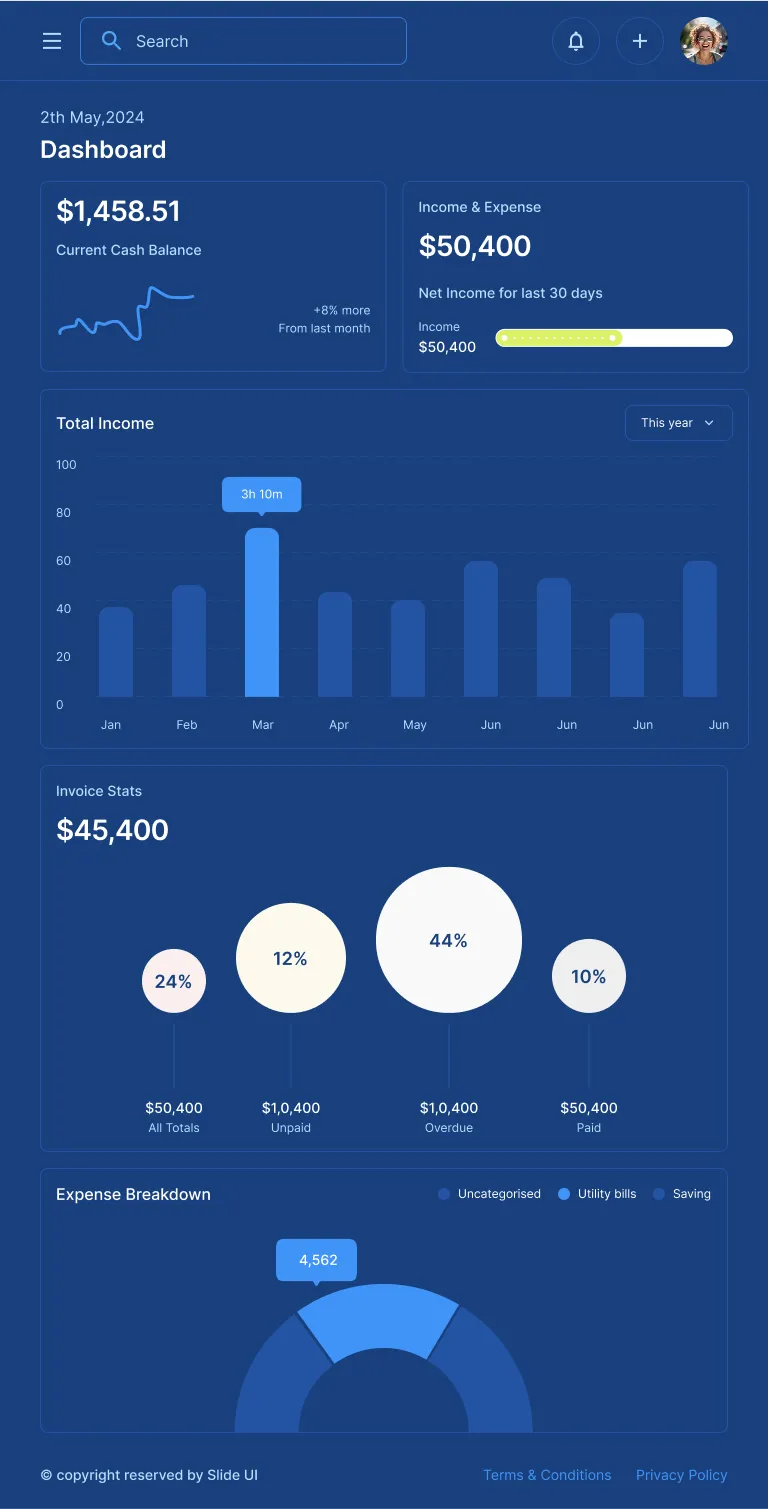 Search
2th May,2024
Dashboard
$1,458.51
Current Cash Balance
+8% more
From last month
Income & Expense
$50,400
Net Income for last 30 days
Income
$50,400
Total Income
This year
100
80
60
40
20
0
3h 10m
Jan Feb Mar Apr May Jun Jun Jun Jun
Invoice Stats
$45,400
24% 12% 44% 10%
$50,400 $1,0,400 $1,0,400 $50,400
All Totals Unpaid Overdue Paid
Expense Breakdown
Uncategorised Utility bills Saving
4,562
© copyright reserved by Slide UI
Terms & Conditions Privacy Policy